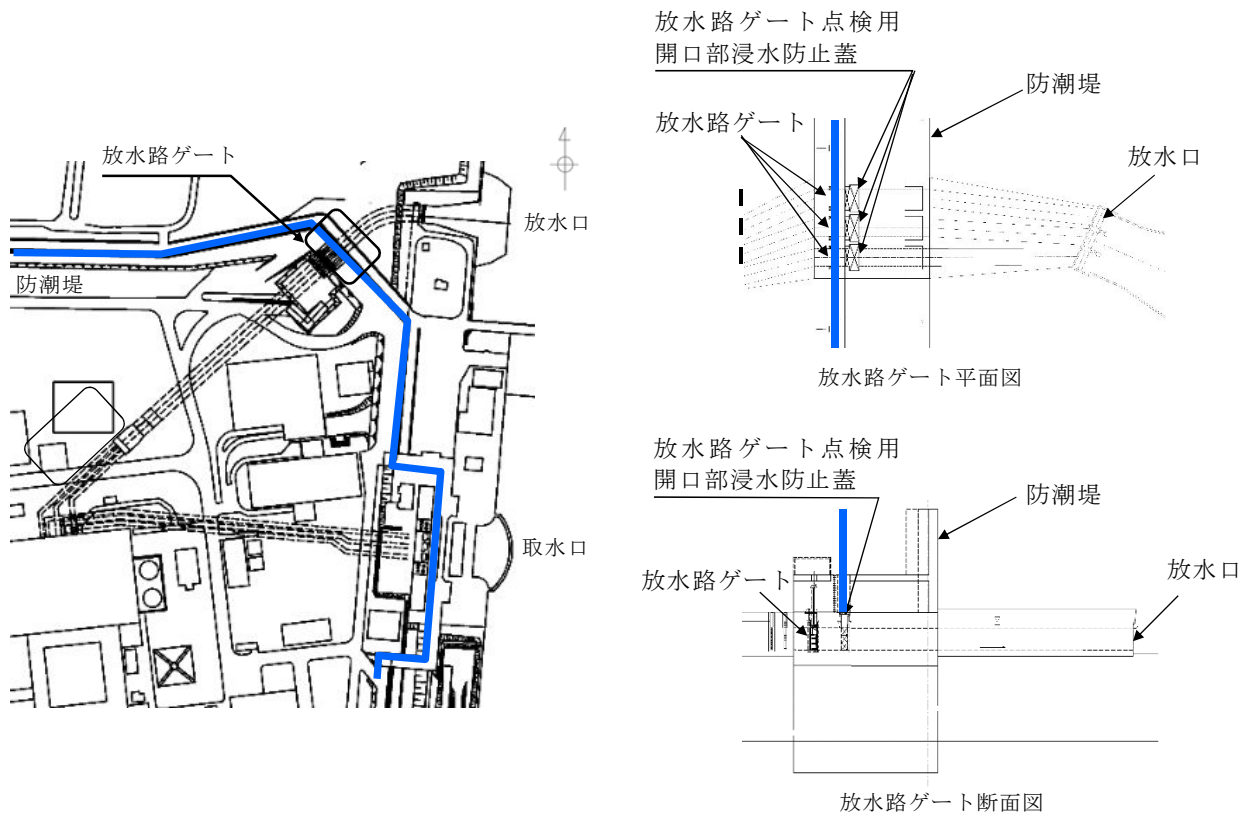 放水路ゲート
放水口
防潮堤
取水口
放水路ゲート点検用
開口部浸水防止蓋
防潮堤
放水路ゲート
放水口
放水路ゲート平面図
放水路ゲート点検用
開口部浸水防止蓋
防潮堤
放水路ゲート
放水口
放水路ゲート断面図